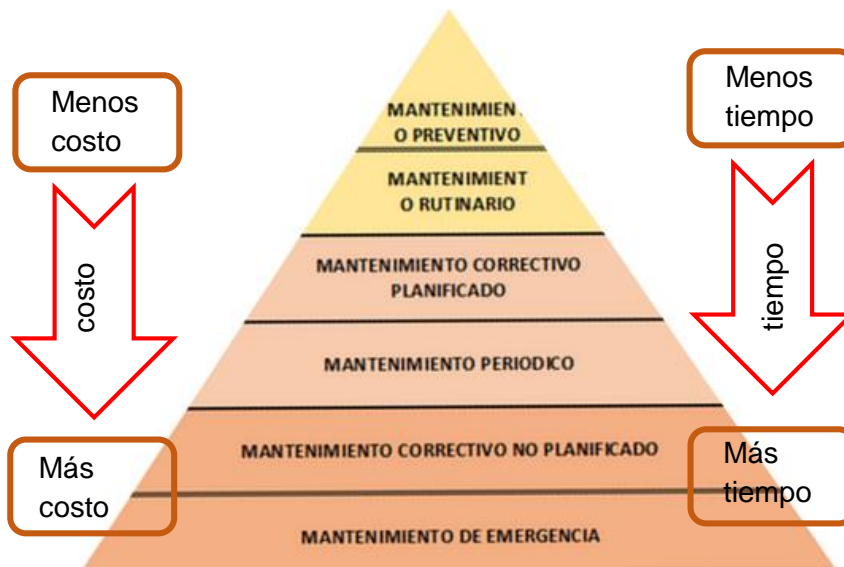 Menos
costo
Menos
tiempo
MANTENIMIEN
O PREVENTIVO
MANTENIMIENT
O RUTINARIO
costo
tiempo
MANTENIMIENTO CORRECTIVO
PLANIFICADO
MANTENIMIENTO PERIODICO
MANTENIMIENTO CORRECTIVO NO PLANIFICADO
Más
costo
Más
tiempo
MANTENIMIENTO DE EMERGENCIA